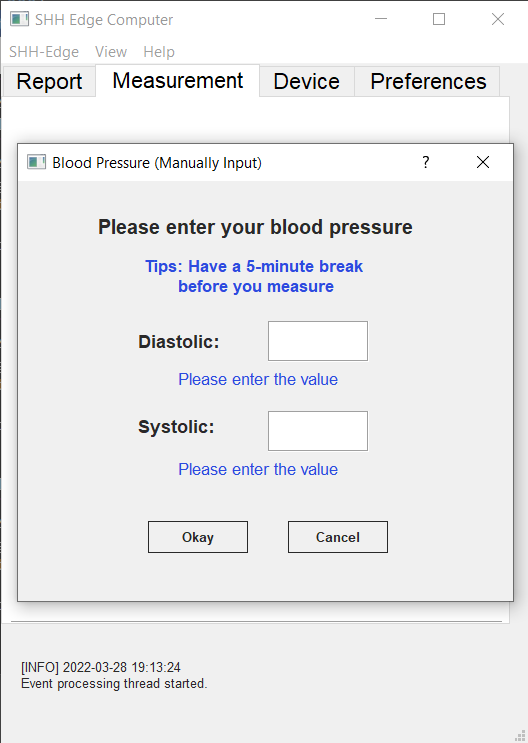 SHH Edge Computer
SHH-Edge View Help
Report Measurement Device Preferences
Blood Pressure (Manually Input) ?
Please enter your blood pressure
Tips: Have a 5-minute break
before you measure
Diastolic:
Please enter the value
Systolic:
Please enter the value
Okay Cancel
[INFO] 2022-03-28 19:13:24
Event processing thread started.